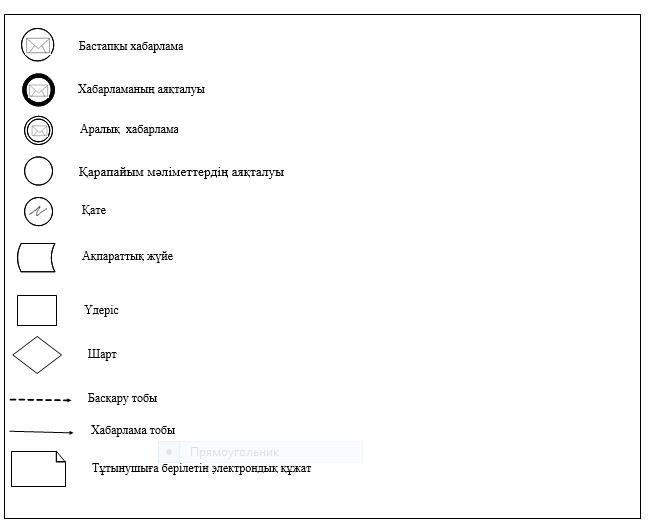 Бастапқы хабарлама
Хабарламаның аяқталуы
Аралық хабарлама
Қарапайым мәліметтердің аяқталуы
Қате
Ақпараттық жүйе
Үдеріс
Шарт
Басқару тобы
Хабарлама тобы
Прямоугольник
Тұтынушыға берілетін электрондық құжат